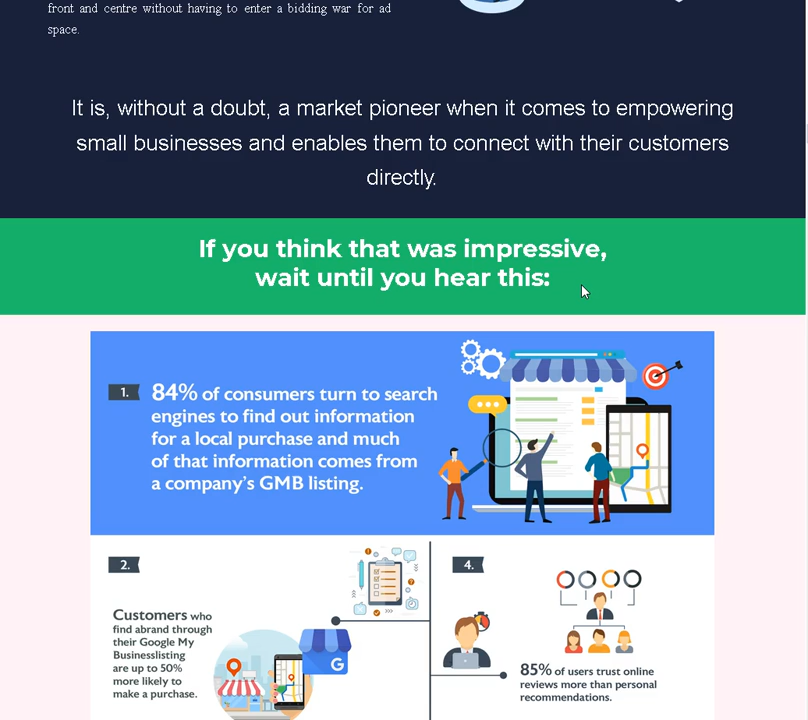 front and centre without having to enter a bidding war for ad
space.
It is, without a doubt, a market pioneer when it comes to empowering
small businesses and enables them to connect with their customers
directly.
If you think that was impressive,
wait until you hear this:
1.
84% of consumers turn to search
engines to find out information
for a local purchase and much
of that information comes from
a company's GMB listing.
2.
Customers who
find abrand through
their Google My
Businesslisting
are up to 50%
more likely to
make a purchase.
G
4.
85% of users trust online
reviews more than personal
recommendations.